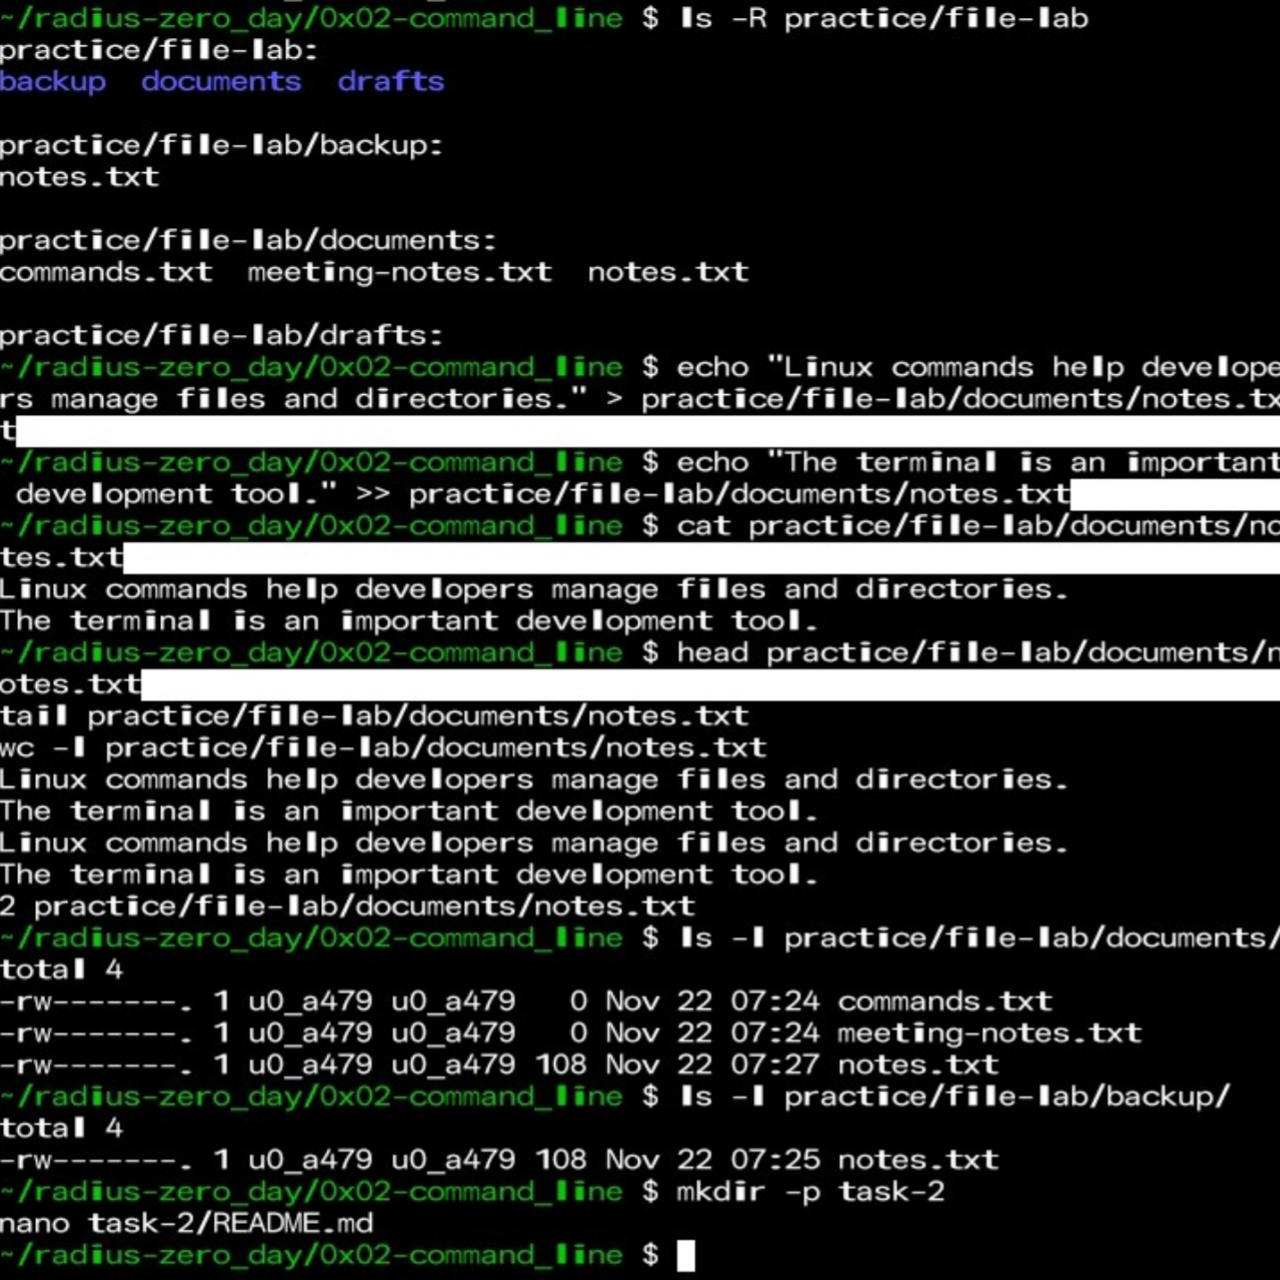 ~/radius-zero_day/0x02-command_line $ ls -R practice/file-lab
practice/file-lab:
backup  documents  drafts
practice/file-lab/backup:
notes.txt
practice/file-lab/documents:
commands.txt  meeting-notes.txt  notes.txt
practice/file-lab/drafts:
~/radius-zero_day/0x02-command_line $ echo "Linux commands help develope
rs manage files and directories." > practice/file-lab/documents/notes.tx
t
~/radius-zero_day/0x02-command_line $ echo "The terminal is an important
 development tool." >> practice/file-lab/documents/notes.txt
~/radius-zero_day/0x02-command_line $ cat practice/file-lab/documents/no
tes.txt
Linux commands help developers manage files and directories.
The terminal is an important development tool.
~/radius-zero_day/0x02-command_line $ head practice/file-lab/documents/n
otes.txt
tail practice/file-lab/documents/notes.txt
wc -l practice/file-lab/documents/notes.txt
Linux commands help developers manage files and directories.
The terminal is an important development tool.
Linux commands help developers manage files and directories.
The terminal is an important development tool.
2 practice/file-lab/documents/notes.txt
~/radius-zero_day/0x02-command_line $ ls -l practice/file-lab/documents/
total 4
-rw-------. 1 u0_a479 u0_a479   0 Nov 22 07:24 commands.txt
-rw-------. 1 u0_a479 u0_a479   0 Nov 22 07:24 meeting-notes.txt
-rw-------. 1 u0_a479 u0_a479 108 Nov 22 07:27 notes.txt
~/radius-zero_day/0x02-command_line $ ls -l practice/file-lab/backup/
total 4
-rw-------. 1 u0_a479 u0_a479 108 Nov 22 07:25 notes.txt
~/radius-zero_day/0x02-command_line $ mkdir -p task-2
nano task-2/README.md
~/radius-zero_day/0x02-command_line $